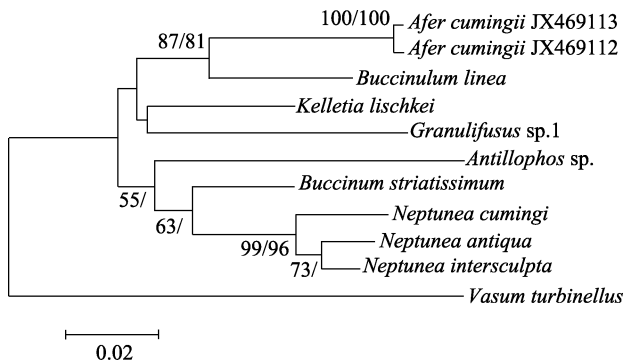 100/100
Afer cumingii JX469113
87/81
Afer cumingii JX469112
Buccinulum linea
Kelletia lischkei
Granulifusus sp.1
Antillophos sp.
Buccinum striatissimum
55/
Neptunea cumingi
63/
Neptunea antiqua
99/96
Neptunea intersculpta
73/
Vasum turbinellus
0.02